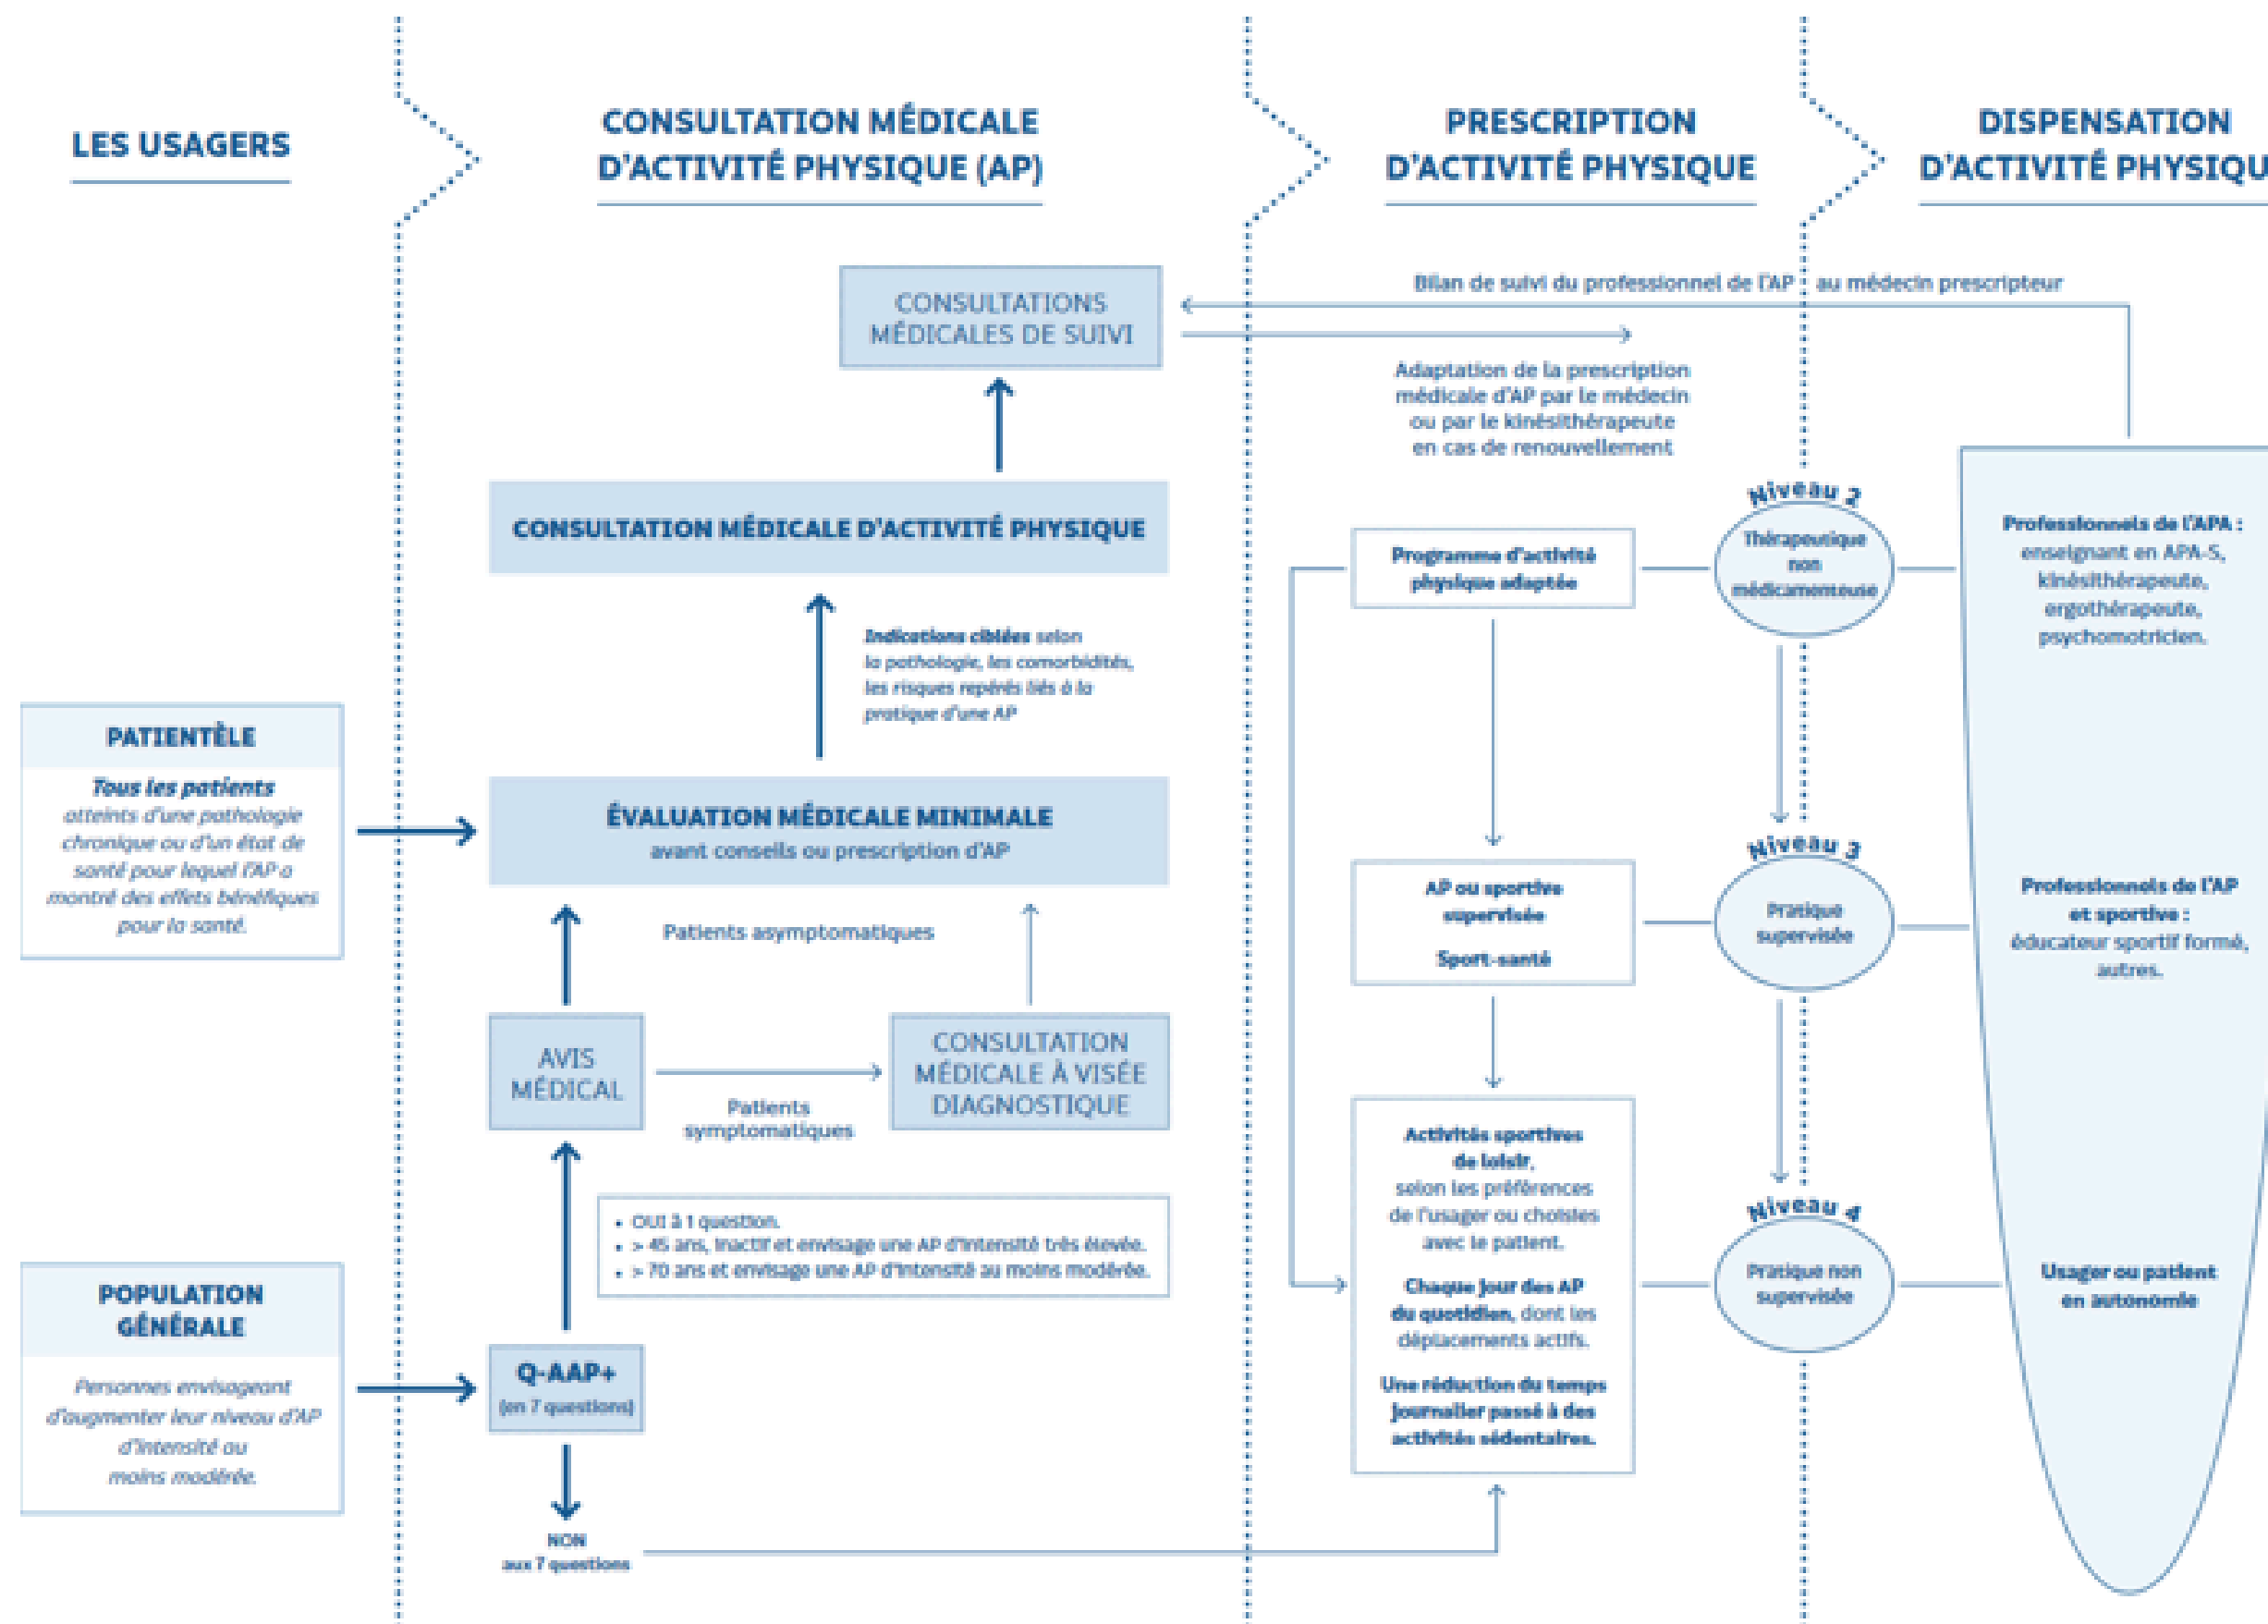 LES USAGERS
CONSULTATION MÉDICALE
D'ACTIVITÉ PHYSIQUE (AP)
PRESCRIPTION
D'ACTIVITÉ PHYSIQUE
DISPENSATION
D'ACTIVITÉ PHYSIQU
CONSULTATIONS
MÉDICALES DE SUIVI
Bilan de suivi du professionnel de l'AP au médecin prescripteur
Adaptation de la prescription
médicale d'AP par le médecin
ou par le kinésithérapeute
en cas de renouvellement
CONSULTATION MÉDICALE D'ACTIVITÉ PHYSIQUE
Indications ciblées selon
la pathologie, les comorbidités,
les risques repérés liés à la
pratique d'une AP
PATIENTÈLE
Tous les patients
atteints d'une pathologie
chronique ou d'un état de
santé pour lequel l'AP a
montré des effets bénéfiques
pour la santé.
ÉVALUATION MÉDICALE MINIMALE
avant conseils ou prescription d'AP
Patients asymptomatiques
AVIS
MÉDICAL
Patients
symptomatiques
CONSULTATION
MÉDICALE À VISÉE
DIAGNOSTIQUE
• OUI à 1 question.
• > 45 ans, inactif et envisage une AP d'intensité très élevée.
• > 70 ans et envisage une AP d'intensité au moins modérée.
POPULATION
GÉNÉRALE
Personnes envisageant
d'augmenter leur niveau d'AP
d'intensité au
moins modérée.
Q-AAP+
(en 7 questions)
NON
aux 7 questions
Programme d'activité
physique adaptée
Niveau 2
Thérapeutique
non
médicamenteuse
Professionnels de l'APA :
enseignant en APA-S,
kinésithérapeute,
ergothérapeute,
psychomotricien.
AP ou sportive
supervisée
Sport-santé
Niveau 3
Pratique
supervisée
Professionnels de l'AP
et sportive :
éducateur sportif formé,
autres.
Activités sportives
de loisir,
selon les préférences
de l'usager ou choisies
avec le patient.
Chaque jour des AP
du quotidien, dont les
déplacements actifs.
Une réduction du temps
journalier passé à des
activités sédentaires.
Niveau 4
Pratique non
supervisée
Usager ou patient
en autonomie